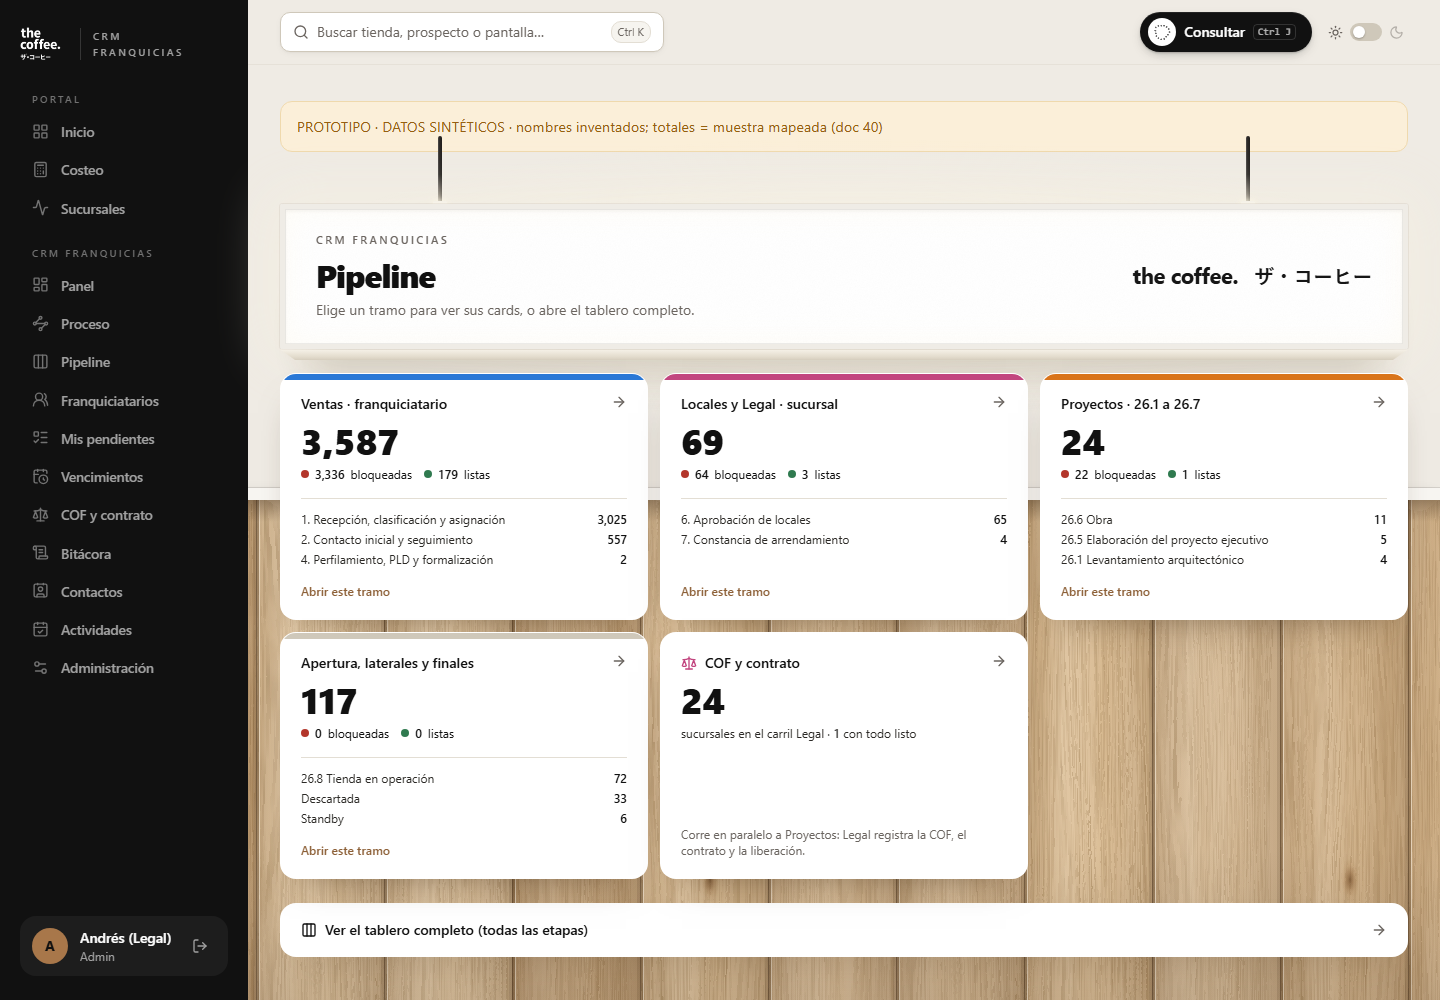 the
coffee.
ザ・コーヒー
CRM
FRANQUICIAS
PORTAL
Inicio
Costeo
Sucursales
CRM FRANQUICIAS
Panel
Proceso
Pipeline
Franquiciatarios
Mis pendientes
Vencimientos
COF y contrato
Bitácora
Contactos
Actividades
Administración
A
Andrés (Legal)
Admin
Buscar tienda, prospecto o pantalla...
Ctrl K
Consultar
Ctrl J
PROTOTIPO · DATOS SINTÉTICOS · nombres inventados; totales = muestra mapeada (doc 40)
CRM FRANQUICIAS
Pipeline
Elige un tramo para ver sus cards, o abre el tablero completo.
the coffee. ザ・コーヒー
Ventas · franquiciatario
3,587
3,336 bloqueadas 179 listas
1. Recepción, clasificación y asignación 3,025
2. Contacto inicial y seguimiento 557
4. Perfilamiento, PLD y formalización 2
Abrir este tramo
Locales y Legal · sucursal
69
64 bloqueadas 3 listas
6. Aprobación de locales 65
7. Constancia de arrendamiento 4
Abrir este tramo
Proyectos · 26.1 a 26.7
24
22 bloqueadas 1 listas
26.6 Obra 11
26.5 Elaboración del proyecto ejecutivo 5
26.1 Levantamiento arquitectónico 4
Abrir este tramo
Apertura, laterales y finales
117
0 bloqueadas 0 listas
26.8 Tienda en operación 72
Descartada 33
Standby 6
Abrir este tramo
COF y contrato
24
sucursales en el carril Legal · 1 con todo listo
Corre en paralelo a Proyectos: Legal registra la COF, el
contrato y la liberación.
Ver el tablero completo (todas las etapas)